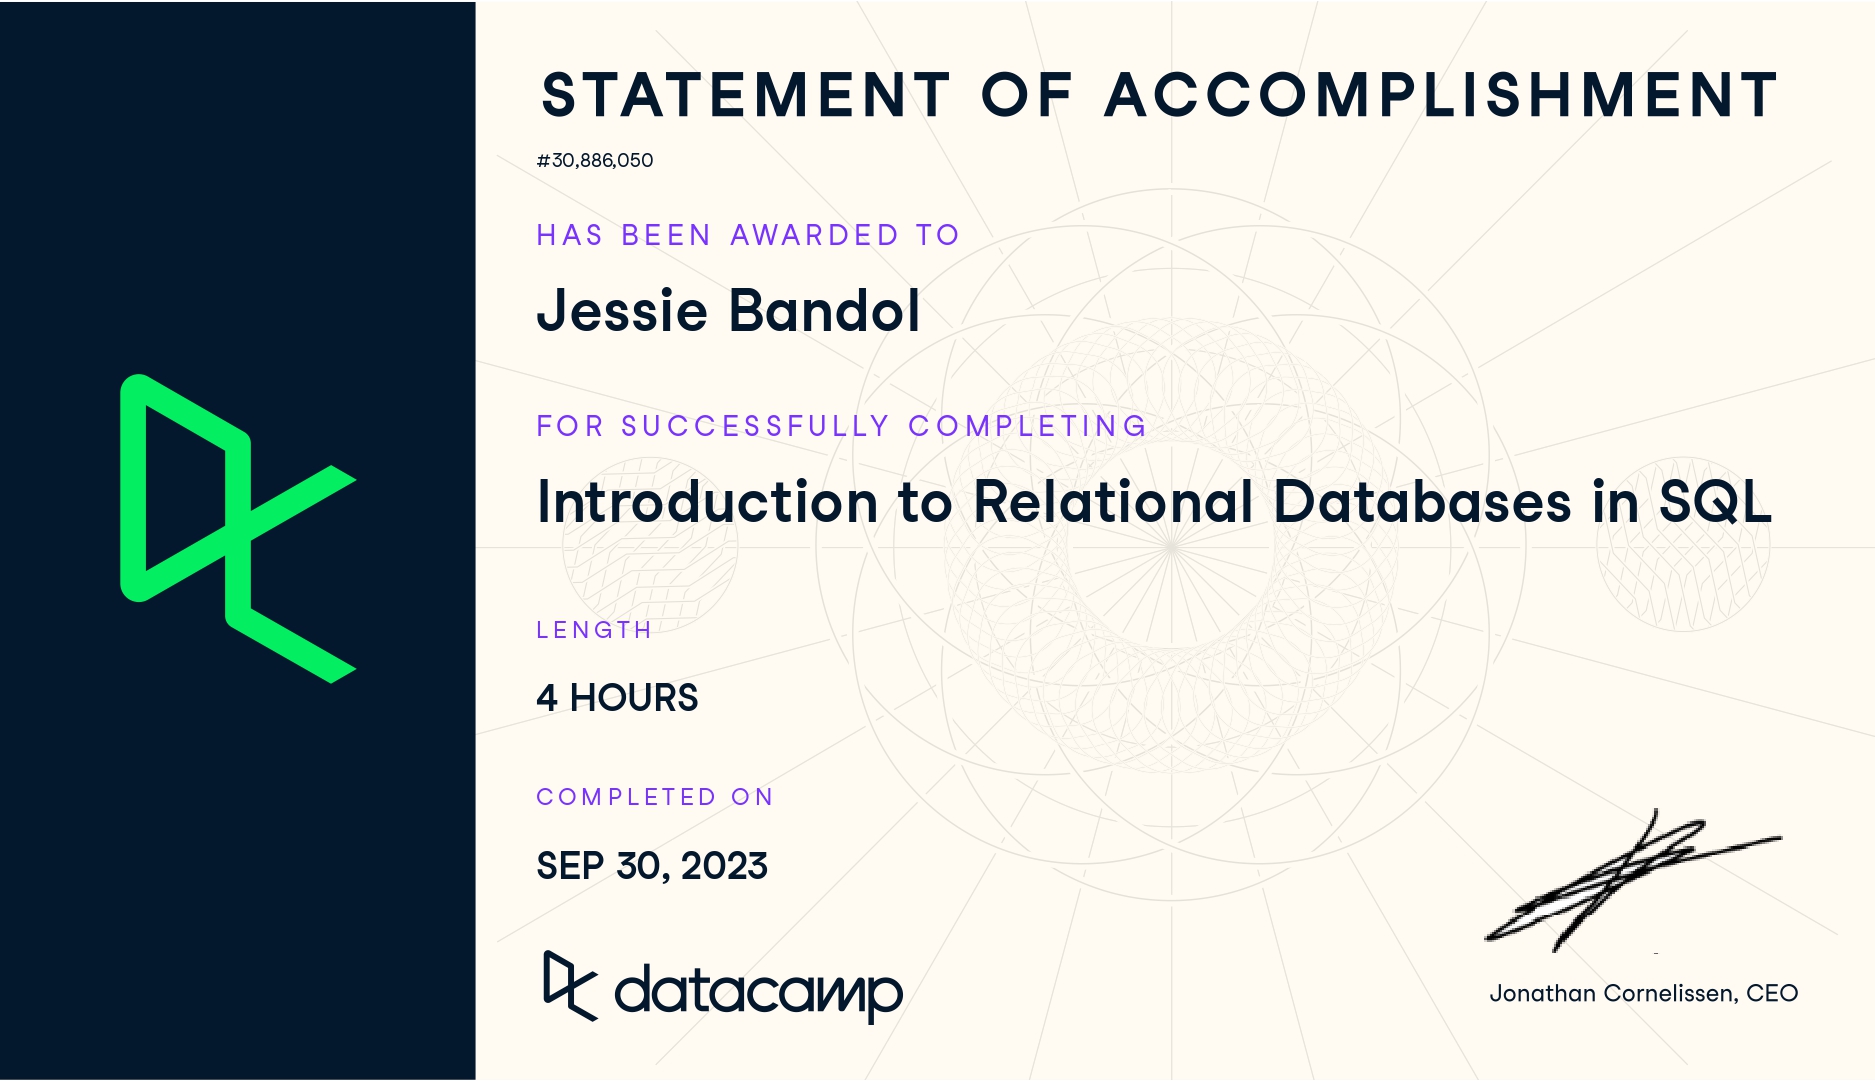 STATEMENT OF ACCOMPLISHMENT
#30,886,050
HAS BEEN AWARDED TO
Jessie Bandol
FOR SUCCESSFULLY COMPLETING
Introduction to Relational Databases in SQL
LENGTH
4 HOURS
COMPLETED ON
SEP 30, 2023
datacamp
Jonathan Cornelissen, CEO